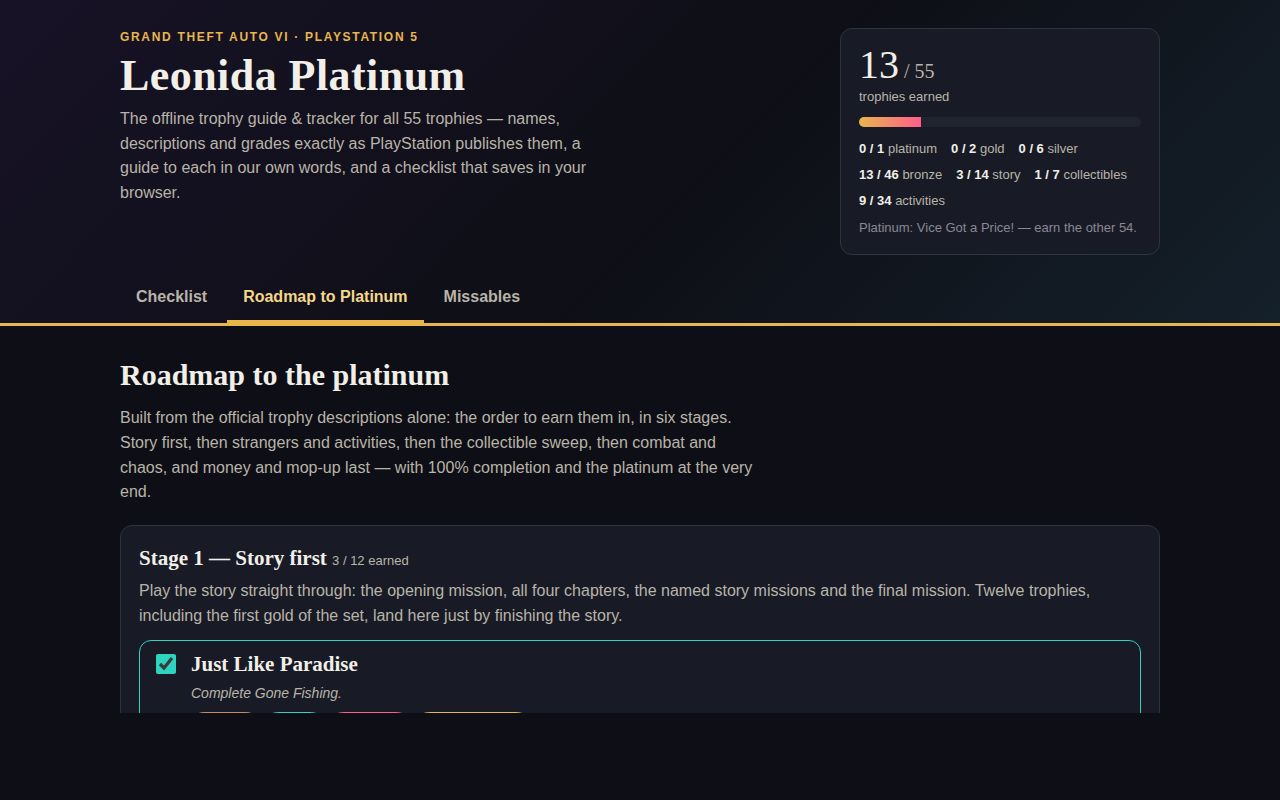 GRAND THEFT AUTO VI · PLAYSTATION 5
Leonida Platinum
The offline trophy guide & tracker for all 55 trophies — names,
descriptions and grades exactly as PlayStation publishes them, a
guide to each in our own words, and a checklist that saves in your
browser.
13 / 55
trophies earned
0 / 1 platinum 0 / 2 gold 0 / 6 silver
13 / 46 bronze 3 / 14 story 1 / 7 collectibles
9 / 34 activities
Platinum: Vice Got a Price! — earn the other 54.
Checklist Roadmap to Platinum Missables
Roadmap to the platinum
Built from the official trophy descriptions alone: the order to earn them in, in six stages.
Story first, then strangers and activities, then the collectible sweep, then combat and
chaos, and money and mop-up last — with 100% completion and the platinum at the very
end.
Stage 1 — Story first 3 / 12 earned
Play the story straight through: the opening mission, all four chapters, the named story missions and the final mission. Twelve trophies,
including the first gold of the set, land here just by finishing the story.
Just Like Paradise
Complete Gone Fishing.